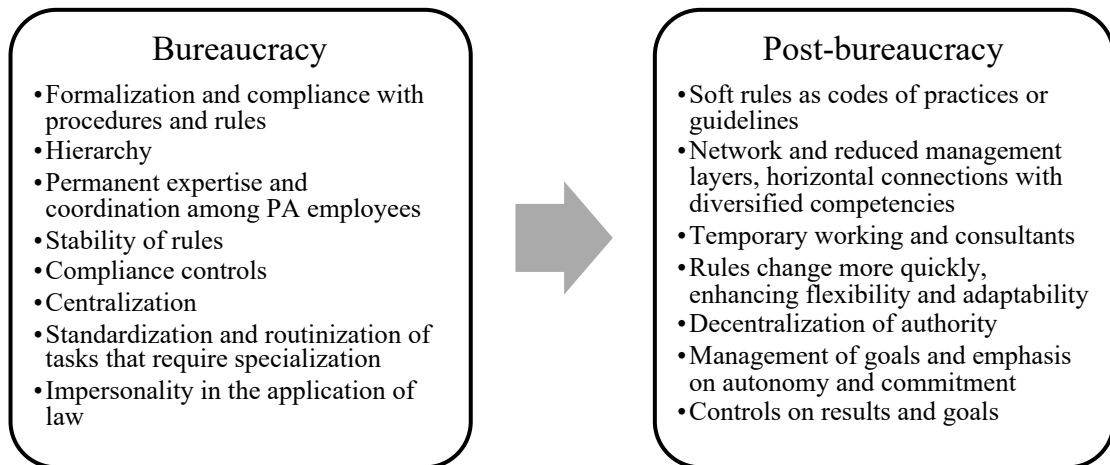 Bureaucracy
•Formalization and compliance with
procedures and rules
•Hierarchy
•Permanent expertise and
coordination among PA employees
•Stability of rules
•Compliance controls
•Centralization
•Standardization and routinization of
tasks that require specialization
•Impersonality in the application of
law
Post-bureaucracy
•Soft rules as codes of practices or
guidelines
•Network and reduced management
layers, horizontal connections with
diversified competencies
•Temporary working and consultants
•Rules change more quickly,
enhancing flexibility and adaptability
•Decentralization of authority
•Management of goals and emphasis
on autonomy and commitment
•Controls on results and goals